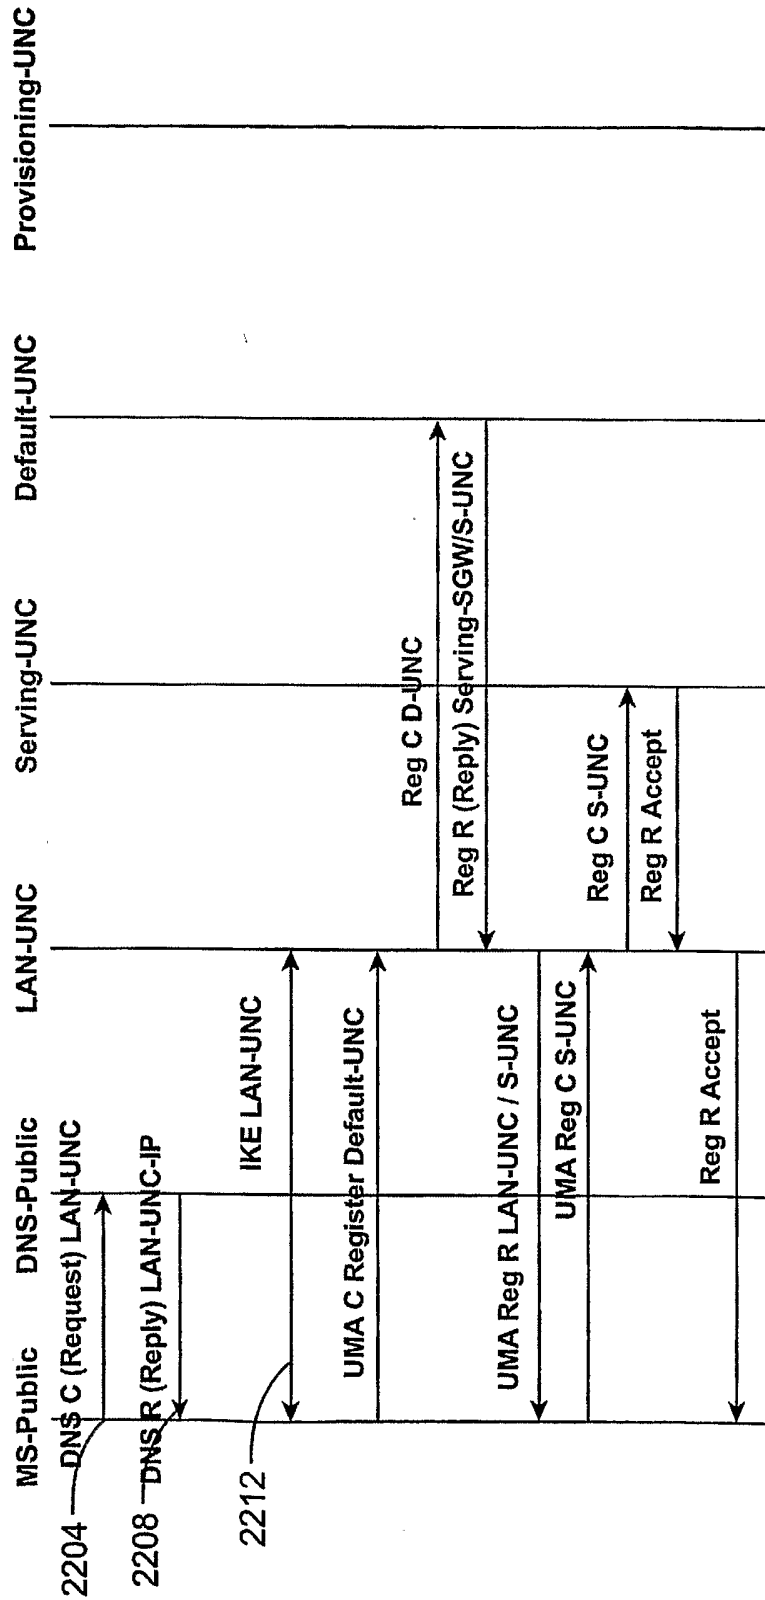 MS-Public
DNS-Public
LAN-UNC
Serving-UNC
Default-UNC
Provisioning-UNC
2204
DNS C (Request) LAN-UNC
2208
DNS R (Reply) LAN-UNC-IP
2212
IKE LAN-UNC
UMA C Register Default-UNC
Reg C D-UNC
Reg R (Reply) Serving-SGW/S-UNC
UMA Reg R LAN-UNC / S-UNC
UMA Reg C S-UNC
Reg C S-UNC
Reg R Accept
Reg R Accept